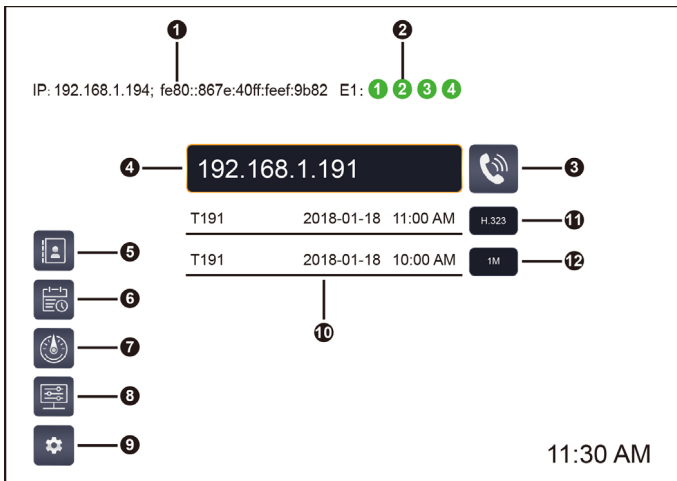 1 2
IP: 192.168.1.194; fe80::867e:40ff:feef:9b82 E1: 1 2 3 4
4 192.168.1.191 3
T191 2018-01-18 11:00 AM H.323 11
5
T191 2018-01-18 10:00 AM 1M 12
6
10
7
8
9
11:30 AM